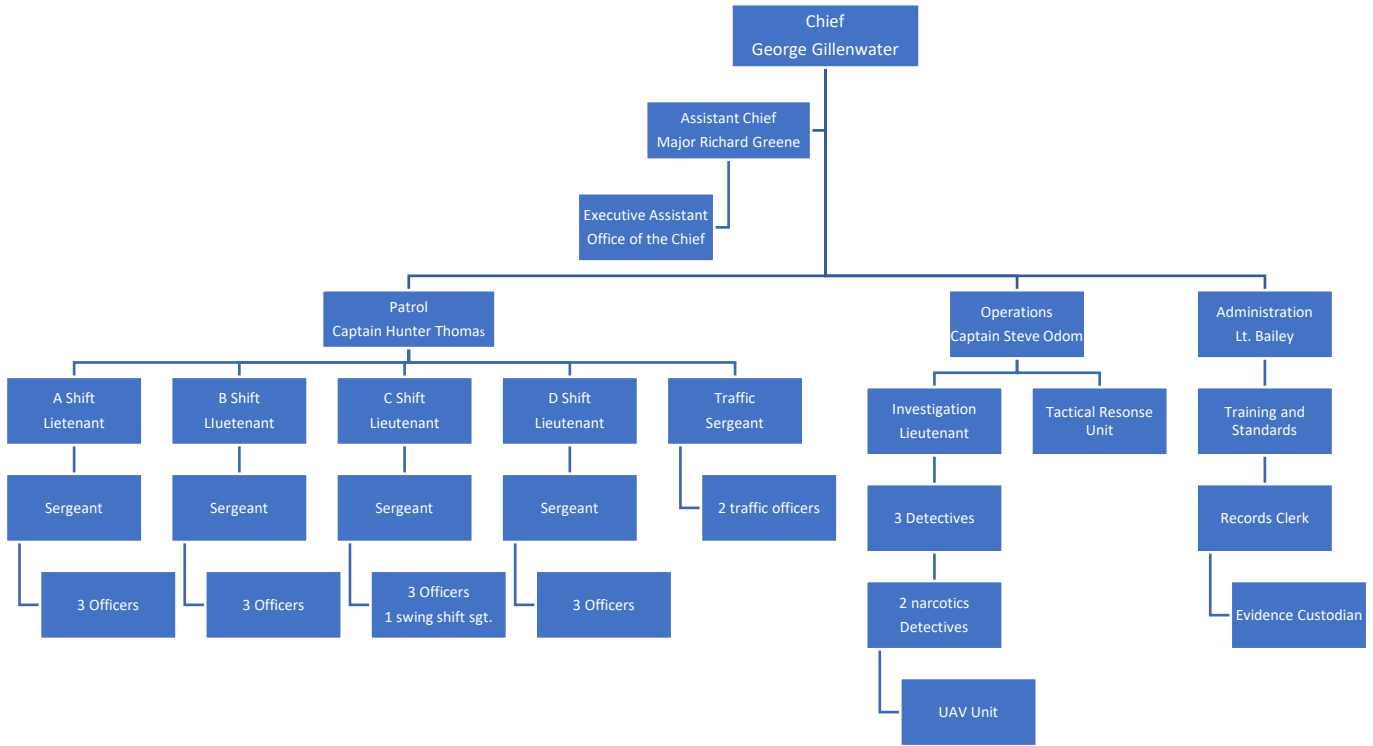 Chief
George Gillenwater
Assistant Chief
Major Richard Greene
Executive Assistant
Office of the Chief
Patrol
Captain Hunter Thomas
Operations
Captain Steve Odom
Administration
Lt. Bailey
A Shift
Lietenant
B Shift
LIuetenant
C Shift
Lieutenant
D Shift
Lieutenant
Traffic
Sergeant
Investigation
Lieutenant
Tactical Resonse
Unit
Training and
Standards
Sergeant
Sergeant
Sergeant
Sergeant
2 traffic officers
3 Detectives
Records Clerk
3 Officers
3 Officers
3 Officers
1 swing shift sgt.
3 Officers
2 narcotics
Detectives
Evidence Custodian
UAV Unit